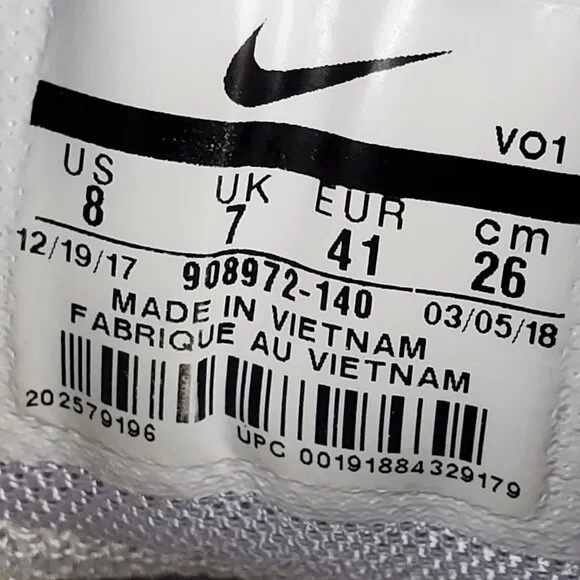 VO1
US UK EUR cm
8 7 41 26
12/19/17 908972-140 03/05/18
MADE IN VIETNAM
FABRIQUE AU VIETNAM
202579196 UPC 00191884329179